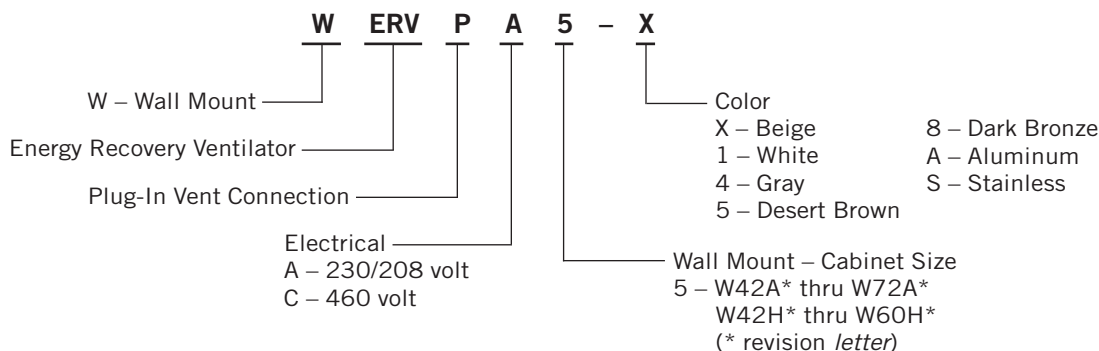 W ERV P A 5 – X
W – Wall Mount
Energy Recovery Ventilator
Plug-In Vent Connection
Electrical
A – 230/208 volt
C – 460 volt
Color
X – Beige
1 – White
4 – Gray
5 – Desert Brown
8 – Dark Bronze
A – Aluminum
S – Stainless
Wall Mount – Cabinet Size
5 – W42A* thru W72A*
W42H* thru W60H*
(* revision letter)